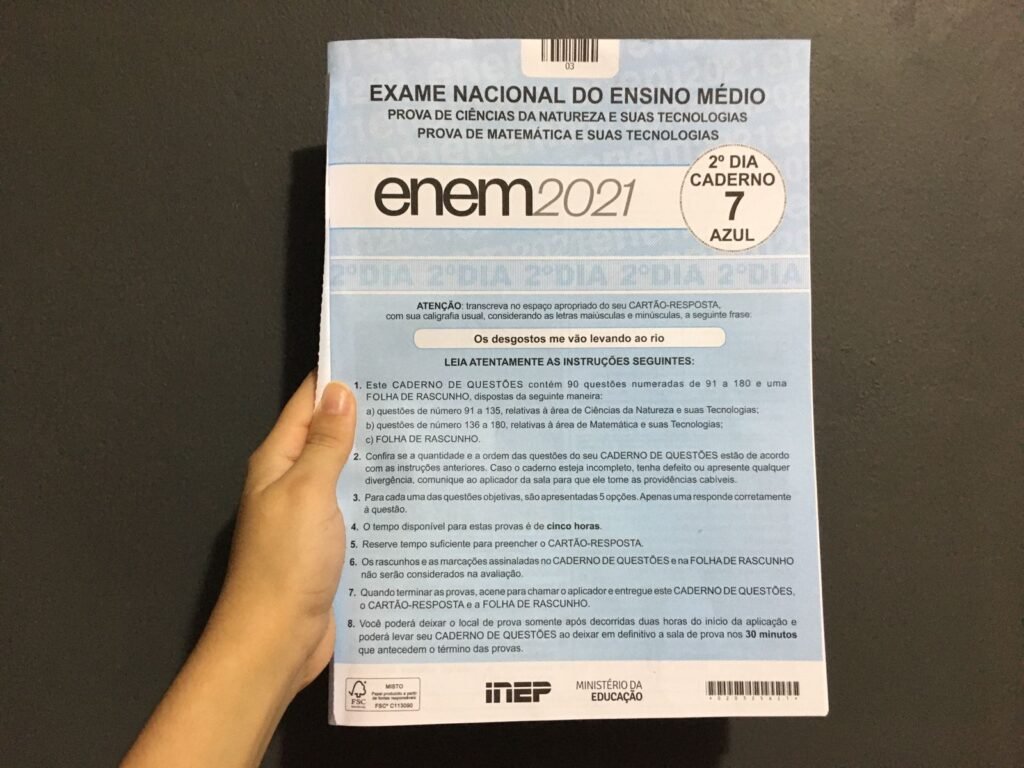 03
EXAME NACIONAL DO ENSINO MÉDIO
PROVA DE CIÊNCIAS DA NATUREZA E SUAS TECNOLOGIAS
PROVA DE MATEMÁTICA E SUAS TECNOLOGIAS
enem2021
2º DIA
CADERNO
7
AZUL
2ºDIA 2ºDIA 2ºDIA 2ºDIA 2ºDIA
ATENÇÃO: transcreva no espaço apropriado do seu CARTÃO-RESPOSTA,
com sua caligrafia usual, considerando as letras maiúsculas e minúsculas, a seguinte frase:
Os desgostos me vão levando ao rio
LEIA ATENTAMENTE AS INSTRUÇÕES SEGUINTES:
1. Este CADERNO DE QUESTÕES contém 90 questões numeradas de 91 a 180 e uma
FOLHA DE RASCUNHO, dispostas da seguinte maneira:
a) questões de número 91 a 135, relativas à área de Ciências da Natureza e suas Tecnologias;
b) questões de número 136 a 180, relativas à área de Matemática e suas Tecnologias;
c) FOLHA DE RASCUNHO.
2. Confira se a quantidade e a ordem das questões do seu CADERNO DE QUESTÕES estão de acordo
com as instruções anteriores. Caso o caderno esteja incompleto, tenha defeito ou apresente qualquer
divergência, comunique ao aplicador da sala para que ele tome as providências cabíveis.
3. Para cada uma das questões objetivas, são apresentadas 5 opções. Apenas uma responde corretamente
à questão.
4. O tempo disponível para estas provas é de cinco horas.
5. Reserve tempo suficiente para preencher o CARTÃO-RESPOSTA.
6. Os rascunhos e as marcações assinaladas no CADERNO DE QUESTÕES e na FOLHA DE RASCUNHO
não serão considerados na avaliação.
7. Quando terminar as provas, acene para chamar o aplicador e entregue este CADERNO DE QUESTÕES,
o CARTÃO-RESPOSTA e a FOLHA DE RASCUNHO.
8. Você poderá deixar o local de prova somente após decorridas duas horas do início da aplicação e
poderá levar seu CADERNO DE QUESTÕES ao deixar em definitivo a sala de prova nos 30 minutos
que antecedem o término das provas.
FSC
MISTO
Papel produzido a partir
de fontes responsáveis
FSC® C113090
INEP
MINISTÉRIO DA
EDUCAÇÃO